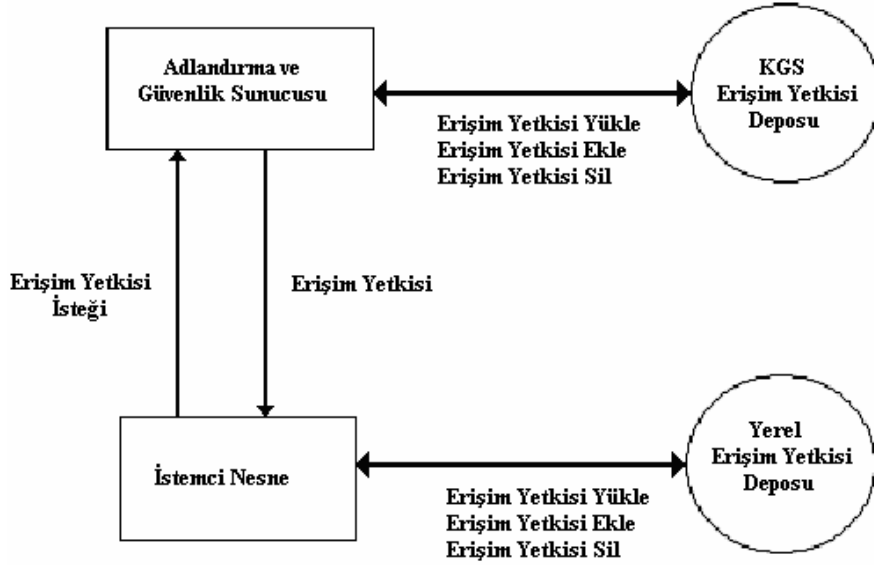 Adlandırma ve
Güvenlik Sunucusu
KGS
Erişim Yetkisi
Deposu
Erişim Yetkisi Yükle
Erişim Yetkisi Ekle
Erişim Yetkisi Sil
Erişim Yetkisi
İsteği
Erişim Yetkisi
İstemci Nesne
Yerel
Erişim Yetkisi
Deposu
Erişim Yetkisi Yükle
Erişim Yetkisi Ekle
Erişim Yetkisi Sil